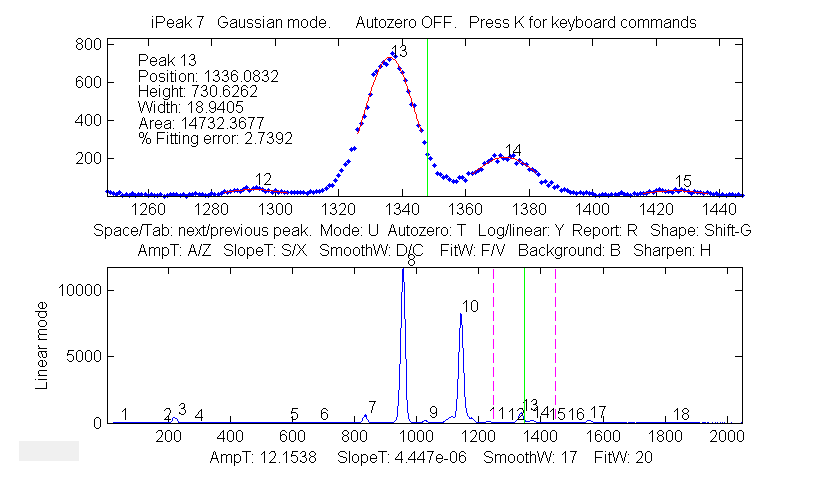 iPeak 7 Gaussian mode. Autozero OFF. Press K for keyboard commands
800
600
400
200
Peak 13
Position: 1336.0832
Height: 730.6262
Width: 18.9405
Area: 14732.3677
% Fitting error: 2.7392
12
13
14
15
1260 1280 1300 1320 1340 1360 1380 1400 1420 1440
Space/Tab: next/previous peak. Mode: U Autozero: T Log/linear: Y Report: R Shape: Shift-G
AmpT: A/Z SlopeT: S/X SmoothW: D/C FitW: F/V Background: B Sharpen: H
Linear mode
10000
5000
0
1 2 3 4 5 6 7 8 9 10 11 12 13 14 15 16 17 18
200 400 600 800 1000 1200 1400 1600 1800 2000
AmpT: 12.1538 SlopeT: 4.447e-06 SmoothW: 17 FitW: 20